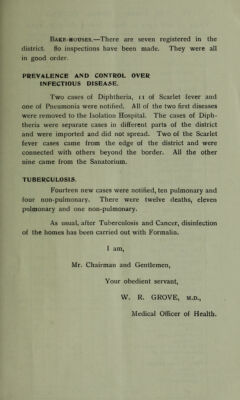 BAKE-HOUSES.—There are seven registered in the
district. 80 inspections have been made. They were all
in good order.
PREVALENCE AND CONTROL OVER
INFECTIOUS DISEASE.
Two cases of Diphtheria, 11 of Scarlet fever and
one of Pneumonia were notified. All of the two first diseases
were removed to the Isolation Hospital. The cases of Diph-
theria were separate cases in different parts of the district
and were imported and did not spread. Two of the Scarlet
fever cases came from the edge of the district and were
connected with others beyond the border. All the other
nine came from the Sanatorium.
TUBERCULOSIS.
Fourteen new cases were notified, ten pulmonary and
four non-pulmonary. There were twelve deaths, eleven
pulmonary and one non-pulmonary.
As usual, after Tuberculosis and Cancer, disinfection
of the homes has been carried out with Formalin.
I am,
Mr. Chairman and Gentlemen,
Your obedient servant,
W. R. GROVE, M.D.,
Medical Officer of Health.